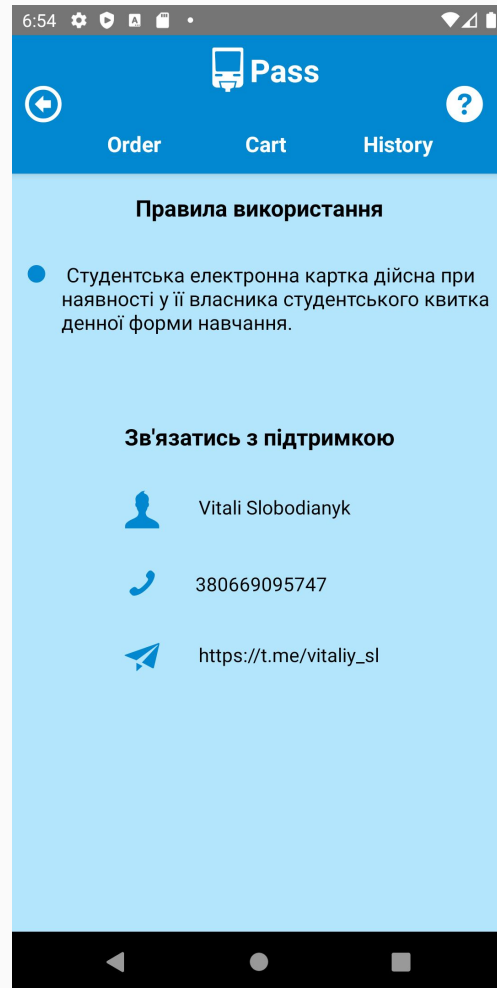 6:54
Pass
?
Order Cart History
Правила використання
Студентська електронна картка дійсна при
наявності у її власника студентського квитка
денної форми навчання.
Зв'язатись з підтримкою
Vitali Slobodianyk
380669095747
https://t.me/vitaliy_sl